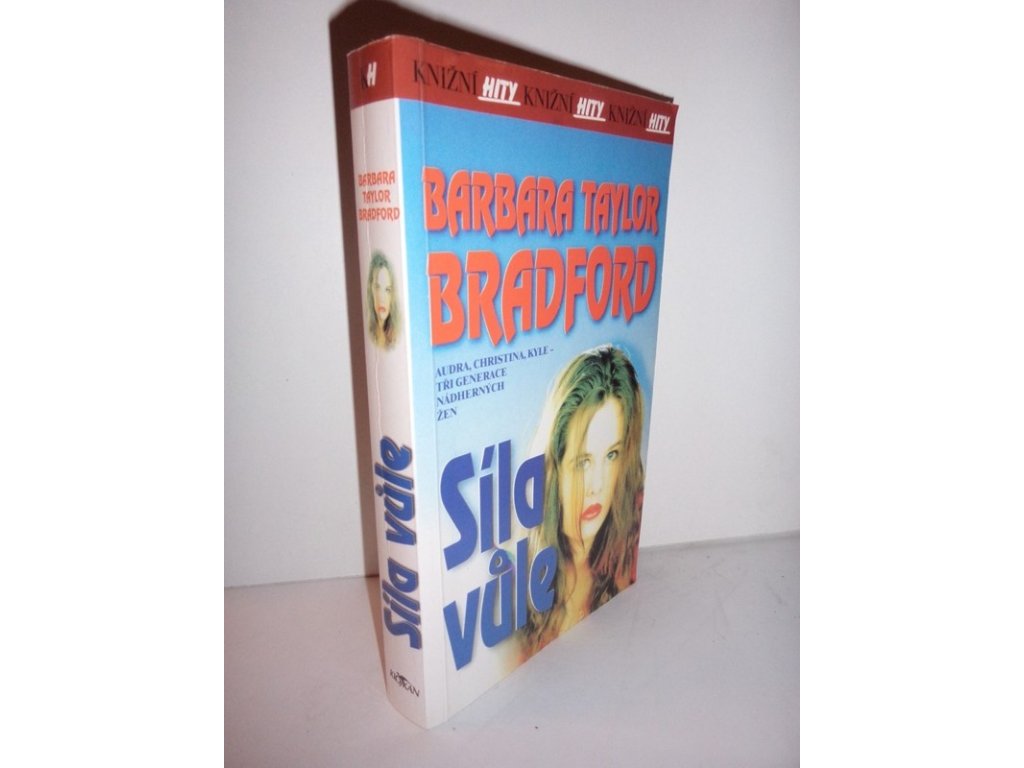 KH
BARBARA
TAYLOR
BRADFORD
Síla vůle
KNIŽNÍ HITY KNIŽNÍ HITY KNIŽNÍ HITY
BARBARA TAYLOR
BRADFORD
AUDRA, CHRISTINA, KYLE -
TŘI GENERACE
NÁDHERNÝCH
ŽEN
Síla
vůle